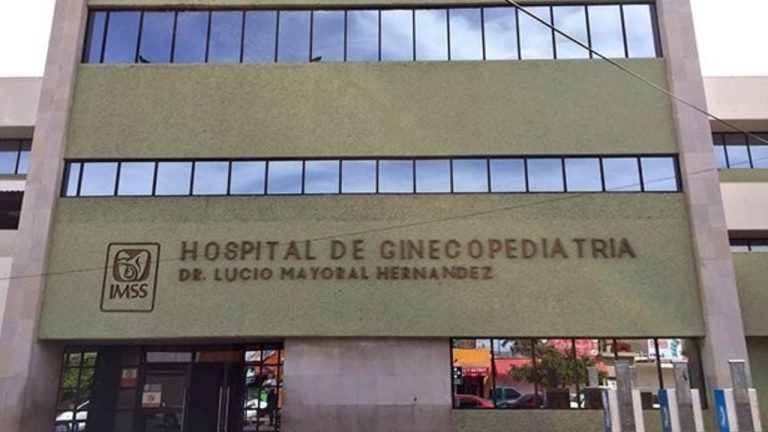 HOSPITAL DE GINECOPEDIATRIA
DR. LUCIO MAYORAL HERNANDEZ
IMSS